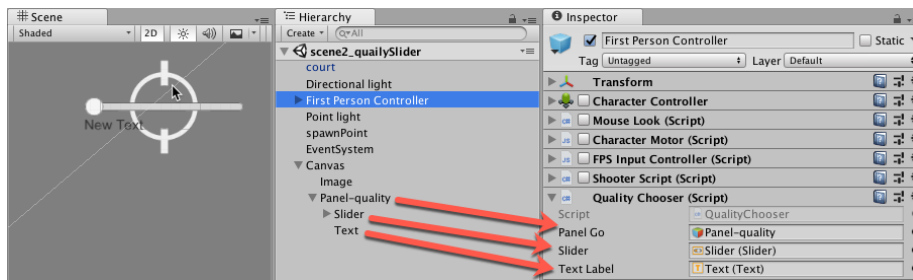 Scene
Shaded
2D
New Text
Hierarchy
Create
All
scene2_quailySlider
court
Directional light
First Person Controller
Point light
spawnPoint
EventSystem
Canvas
Image
Panel-quality
Slider
Text
Inspector
First Person Controller
Static
Tag Untagged Layer Default
Transform
Character Controller
Mouse Look (Script)
Character Motor (Script)
FPS Input Controller (Script)
Shooter Script (Script)
Quality Chooser (Script)
Script QualityChooser
Panel Go Panel-quality
Slider Slider (Slider)
Text Label Text (Text)